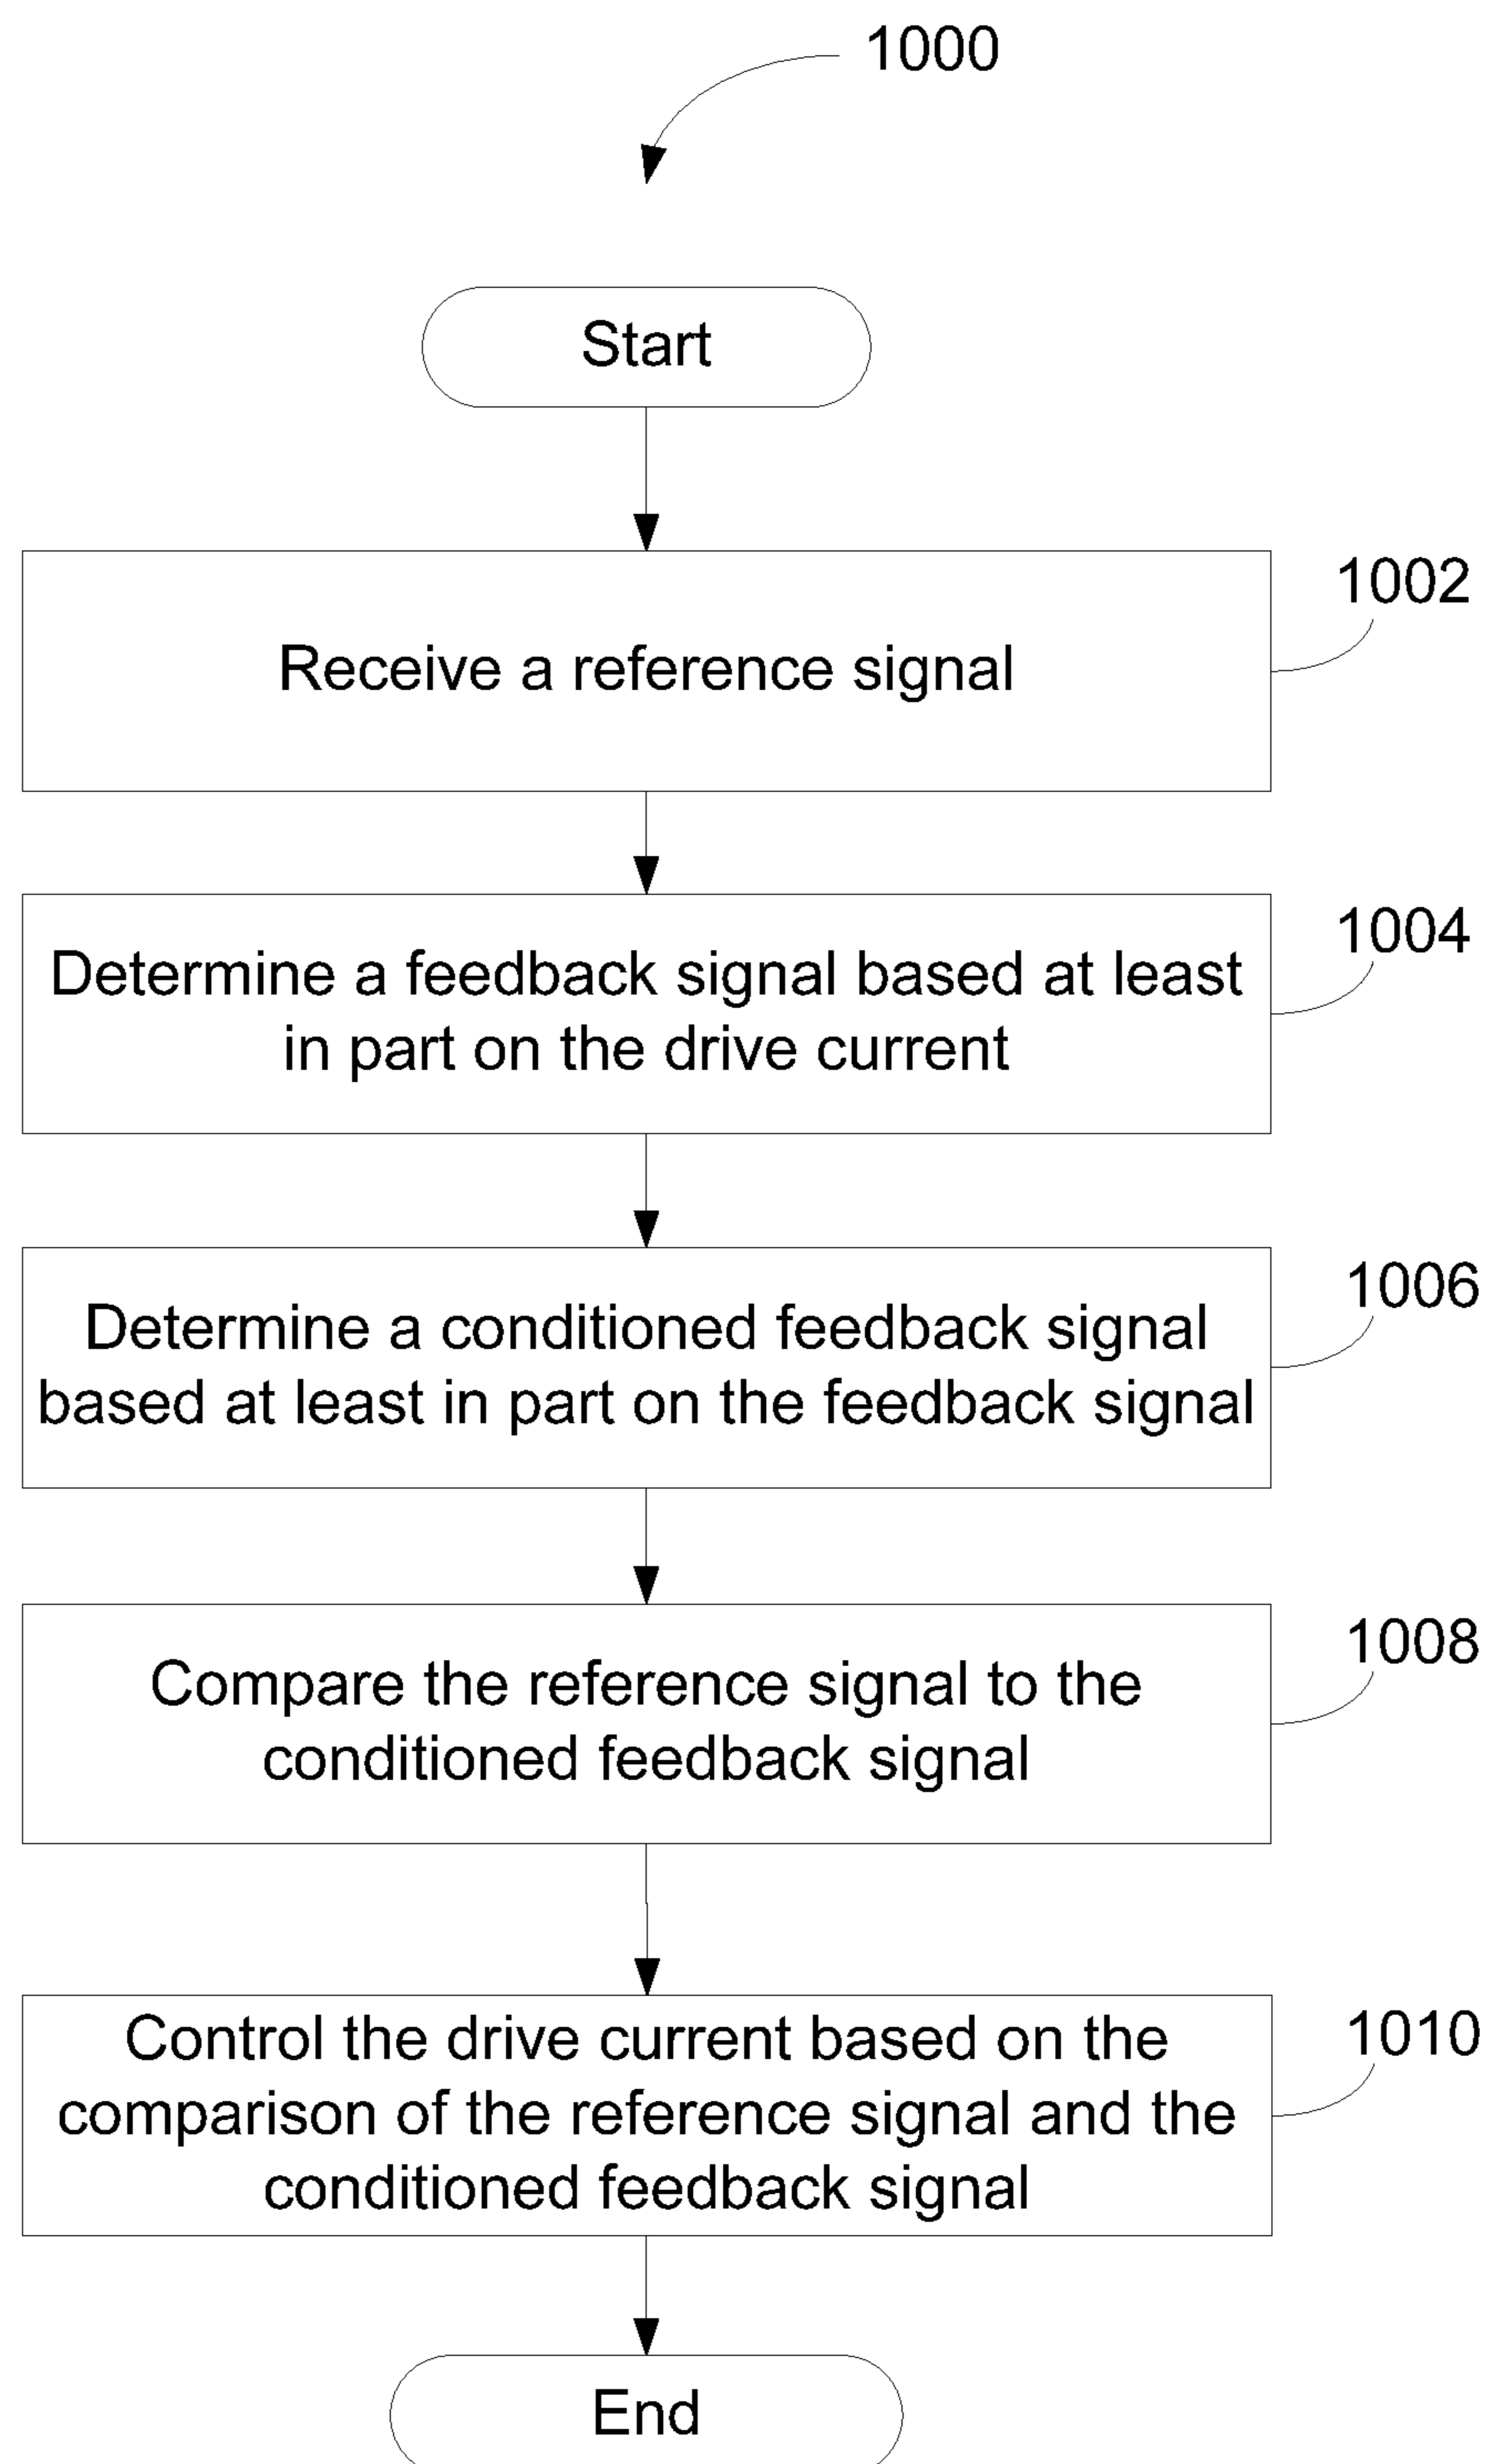 1000
Start
1002
Receive a reference signal
1004
Determine a feedback signal based at least
in part on the drive current
1006
Determine a conditioned feedback signal
based at least in part on the feedback signal
1008
Compare the reference signal to the
conditioned feedback signal
1010
Control the drive current based on the
comparison of the reference signal and the
conditioned feedback signal
End